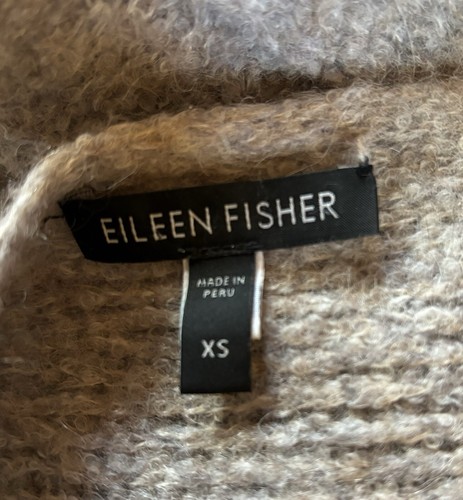 EILEEN FISHER
MADE IN
PERU
XS